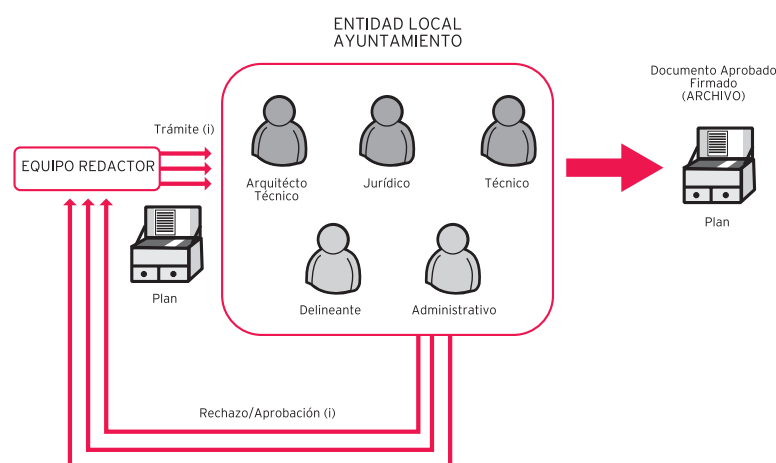 ENTIDAD LOCAL
AYUNTAMIENTO
Documento Aprobado
Firmado
(ARCHIVO)
Trámite (i)
EQUIPO REDACTOR
Arquitécto
Técnico
Jurídico
Técnico
Plan
Plan
Delineante
Administrativo
Rechazo/Aprobación (i)